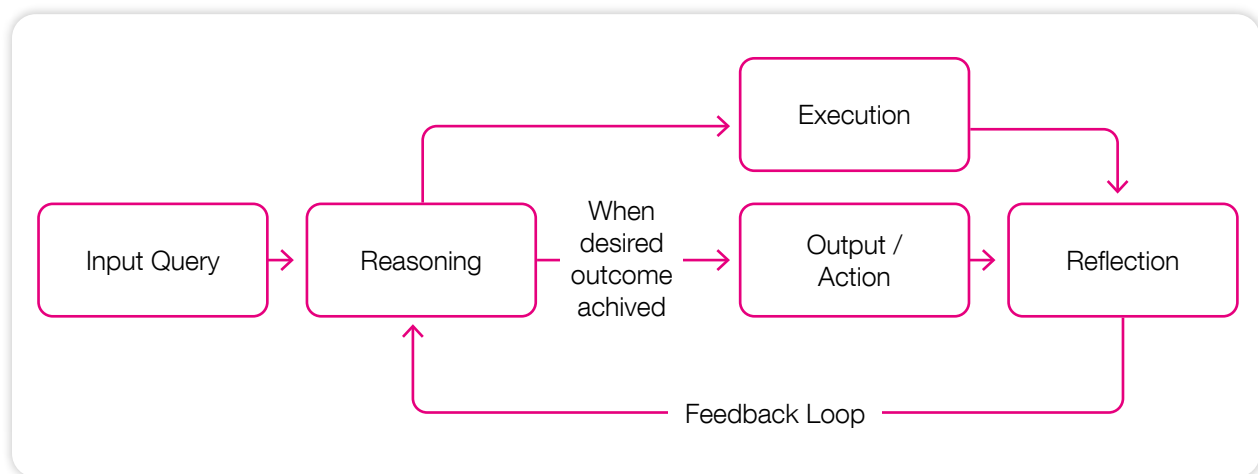 Execution
Input Query
Reasoning
When
desired
outcome
achived
Output /
Action
Reflection
Feedback Loop